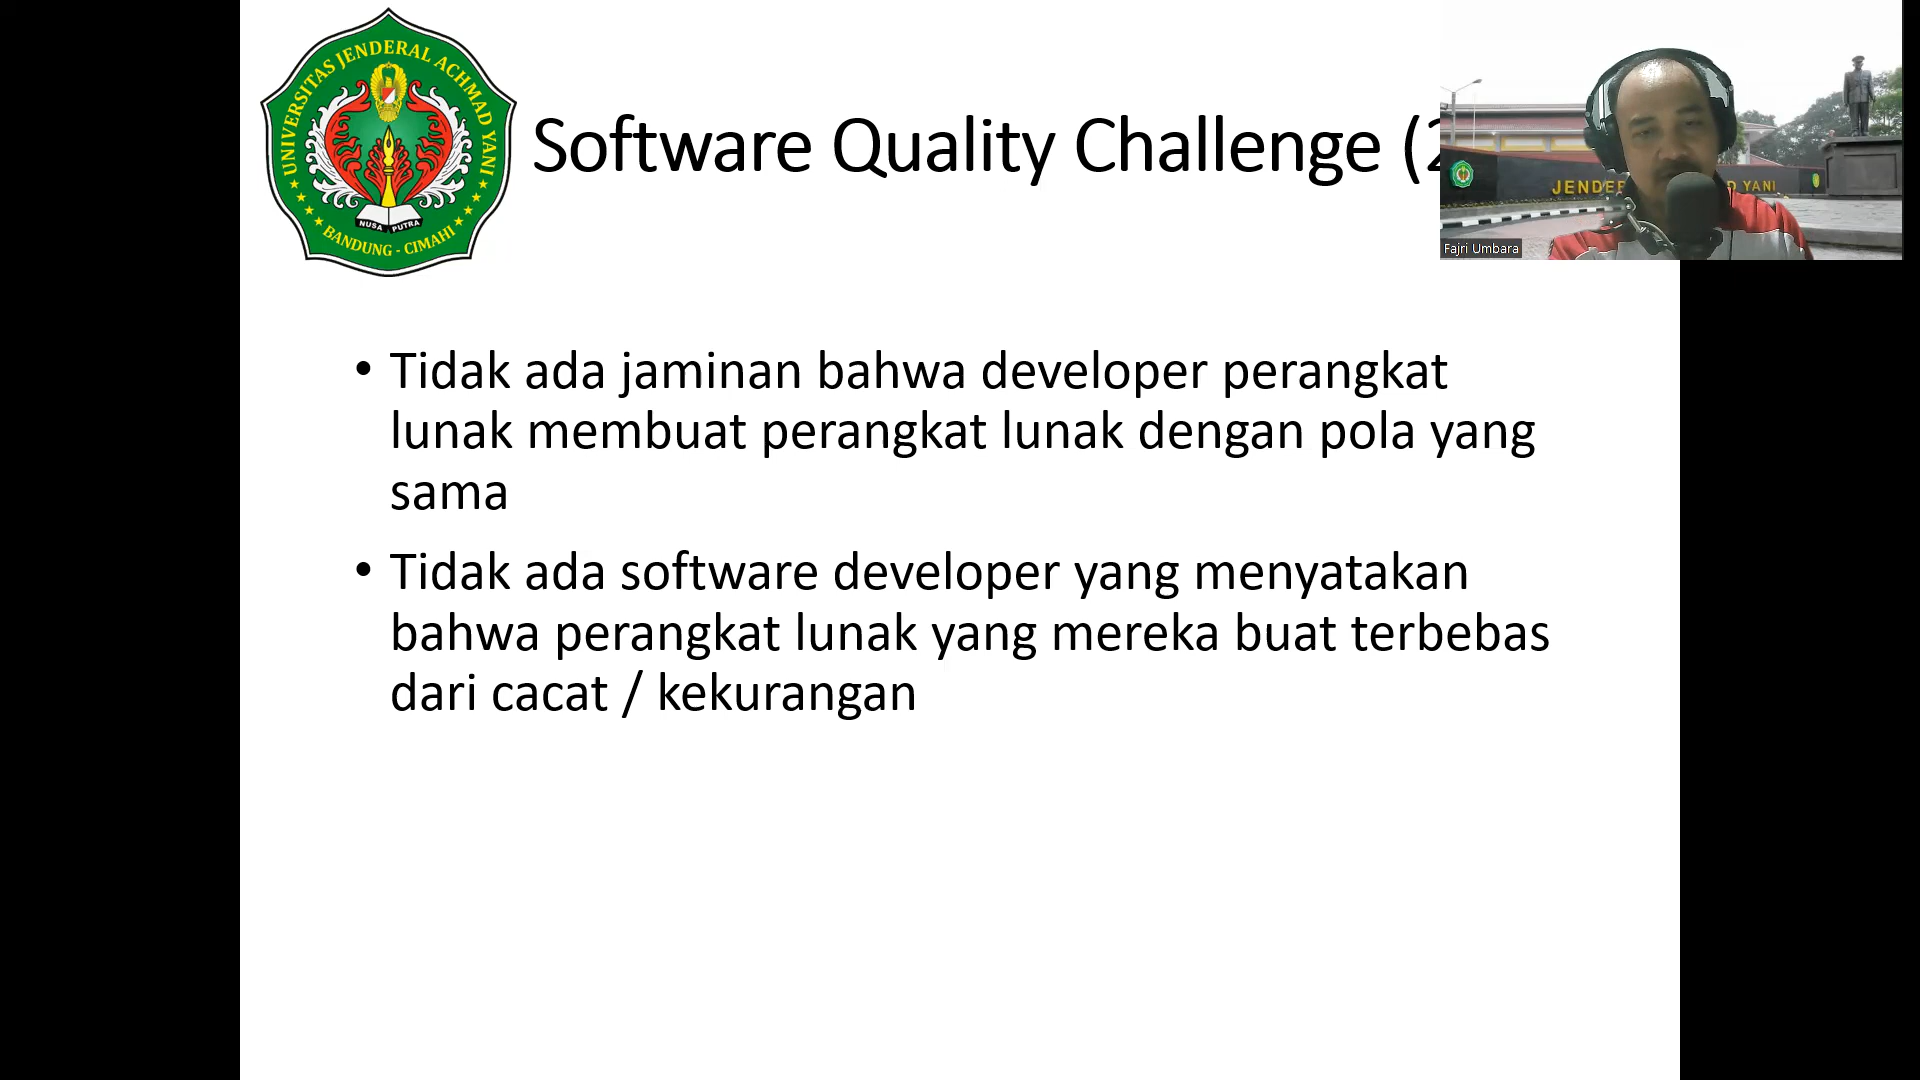 UNIVERSITAS JENDERAL ACHMAD YANI
NUSA PUTRA
BANDUNG - CIMAHI
Software Quality Challenge (2
YANI
Fajri Umbara
• Tidak ada jaminan bahwa developer perangkat
lunak membuat perangkat lunak dengan pola yang
sama
• Tidak ada software developer yang menyatakan
bahwa perangkat lunak yang mereka buat terbebas
dari cacat / kekurangan